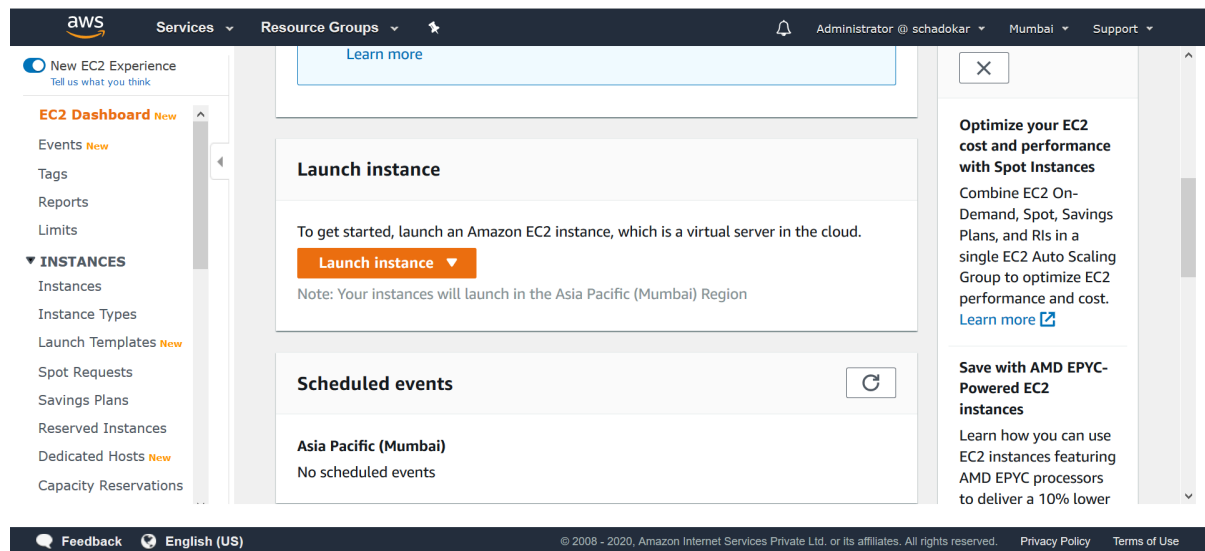 aws Services Resource Groups Administrator @ schadokar Mumbai Support
New EC2 Experience
Tell us what you think
EC2 Dashboard New
Events New
Tags
Reports
Limits
INSTANCES
Instances
Instance Types
Launch Templates New
Spot Requests
Savings Plans
Reserved Instances
Dedicated Hosts New
Capacity Reservations
Learn more
Launch instance
To get started, launch an Amazon EC2 instance, which is a virtual server in the cloud.
Launch instance
Note: Your instances will launch in the Asia Pacific (Mumbai) Region
Scheduled events
Asia Pacific (Mumbai)
No scheduled events
Optimize your EC2
cost and performance
with Spot Instances
Combine EC2 On-
Demand, Spot, Savings
Plans, and RIs in a
single EC2 Auto Scaling
Group to optimize EC2
performance and cost.
Learn more
Save with AMD EPYC-
Powered EC2
instances
Learn how you can use
EC2 instances featuring
AMD EPYC processors
to deliver a 10% lower
Feedback English (US) © 2008 - 2020, Amazon Internet Services Private Ltd. or its affiliates. All rights reserved. Privacy Policy Terms of Use